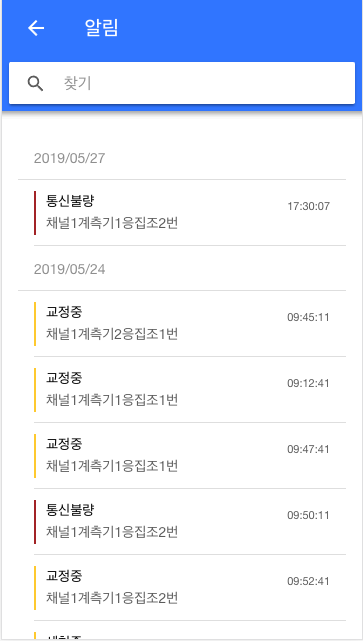 알림
찾기
2019/05/27
통신불량
17:30:07
채널1계측기1응집조2번
2019/05/24
교정중
09:45:11
채널1계측기2응집조1번
교정중
09:12:41
채널1계측기1응집조1번
교정중
09:47:41
채널1계측기1응집조1번
통신불량
09:50:11
채널1계측기1응집조2번
교정중
09:52:41
채널1계측기1응집조2번